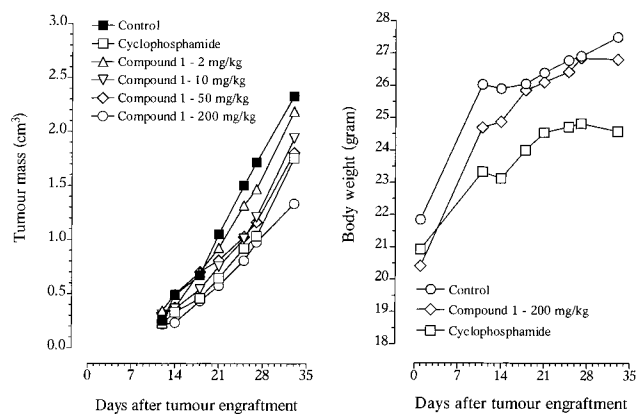 Tumour mass (cm³)
3.0
2.5
2.0
1.5
1.0
0.5
0.0
Control
Cyclophosphamide
Compound 1 - 2 mg/kg
Compound 1 - 10 mg/kg
Compound 1 - 50 mg/kg
Compound 1 - 200 mg/kg
0 7 14 21 28 35
Days after tumour engraftment
Body weight (gram)
28
27
26
25
24
23
22
21
20
19
18
Control
Compound 1 - 200 mg/kg
Cyclophosphamide
0 7 14 21 28 35
Days after tumour engraftment